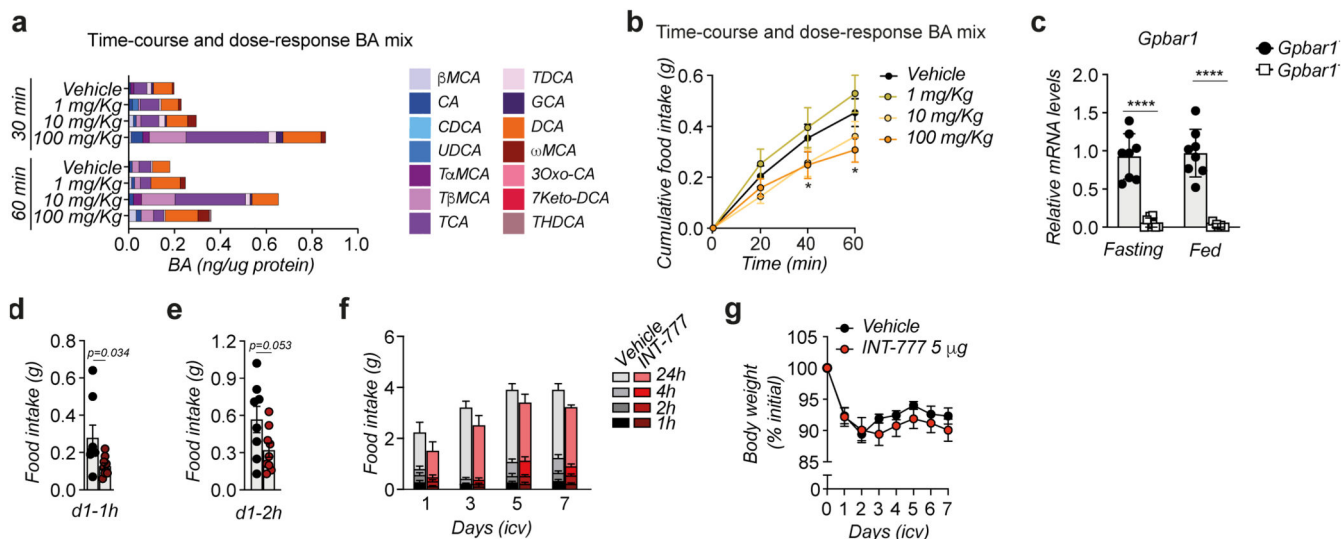 a
Time-course and dose-response BA mix
30 min
Vehicle
1 mg/Kg
10 mg/Kg
100 mg/Kg
60 min
Vehicle
1 mg/Kg
10 mg/Kg
100 mg/Kg
0.0 0.2 0.4 0.6 0.8 1.0
BA (ng/ug protein)
βMCA
CA
CDCA
UDCA
TαMCA
TβMCA
TCA
TDCA
GCA
DCA
ωMCA
3Oxo-CA
7Keto-DCA
THDCA
b
Time-course and dose-response BA mix
Cumulative food intake (g)
0.6
0.4
0.2
0.0
0 20 40 60
Time (min)
* *
Vehicle
1 mg/Kg
10 mg/Kg
100 mg/Kg
c
Gpbar1
Relative mRNA levels
2.0
1.5
1.0
0.5
0.0
**** ****
Fasting Fed
Gpbar1
Gpbar1
d
Food intake (g)
0.8
0.6
0.4
0.2
0.0
p=0.034
d1-1h
e
Food intake (g)
1.2
0.9
0.6
0.3
0.0
p=0.053
d1-2h
f
Food intake (g)
6
4
2
0
1 3 5 7
Days (icv)
Vehicle
INT-777
24h
4h
2h
1h
g
Vehicle
INT-777 5 μg
Body weight
(% initial)
100
95
90
85
0
0 1 2 3 4 5 6 7
Days (icv)